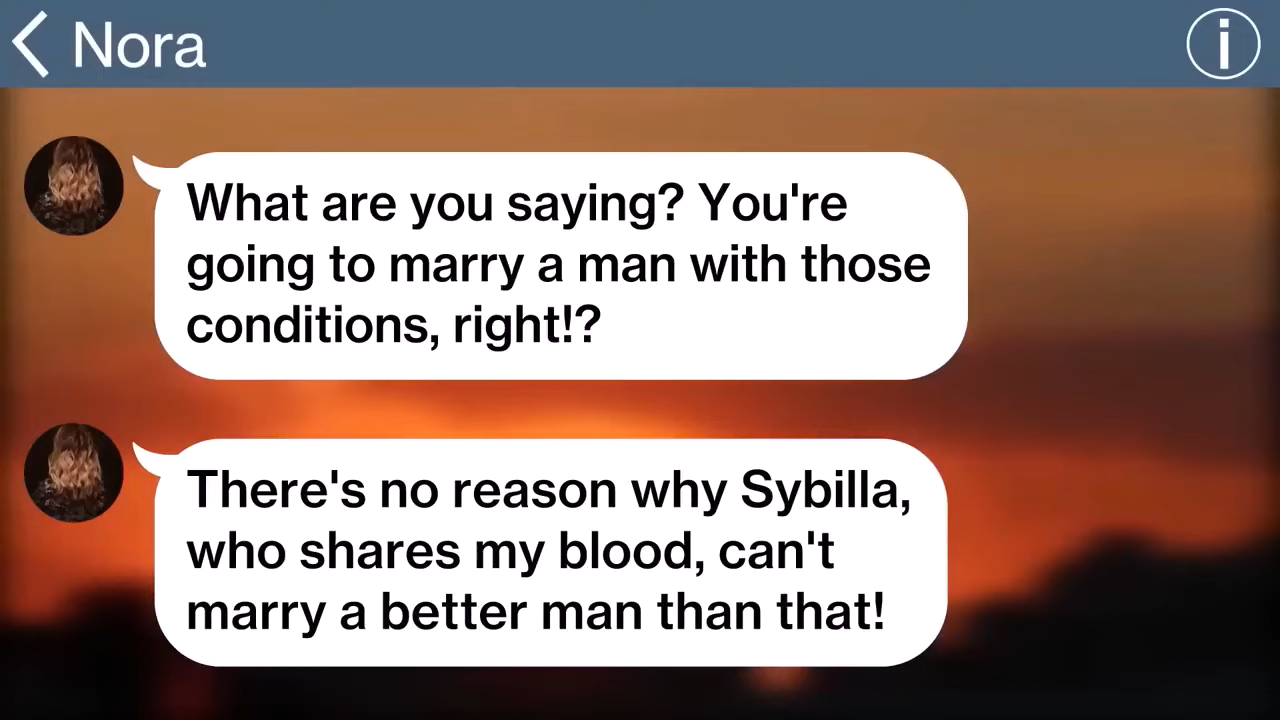 Nora
What are you saying? You're
going to marry a man with those
conditions, right!?
There's no reason why Sybilla,
who shares my blood, can't
marry a better man than that!